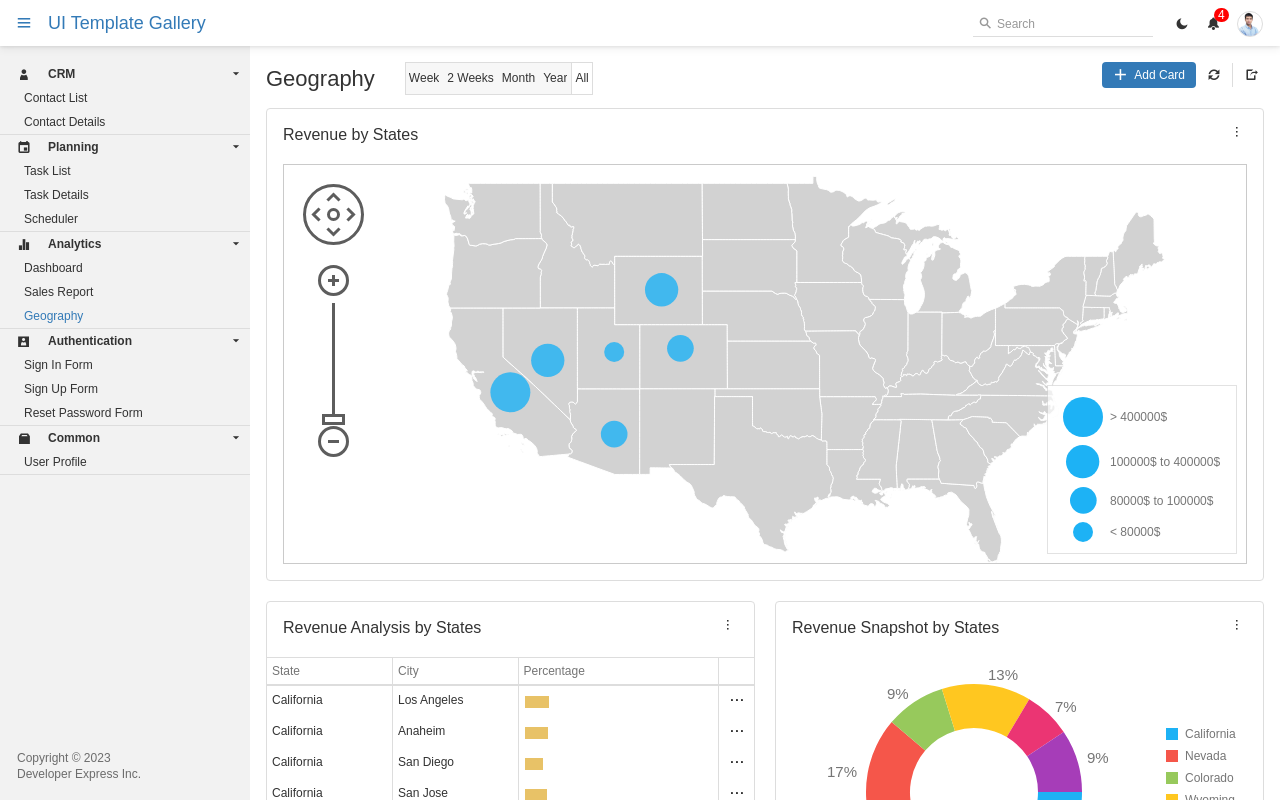 UI Template Gallery
Search
4
CRM
Contact List
Contact Details
Planning
Task List
Task Details
Scheduler
Analytics
Dashboard
Sales Report
Geography
Authentication
Sign In Form
Sign Up Form
Reset Password Form
Common
User Profile
Copyright © 2023
Developer Express Inc.
Geography
Week 2 Weeks Month Year All
Add Card
Revenue by States
> 400000$
100000$ to 400000$
80000$ to 100000$
< 80000$
Revenue Analysis by States
State City Percentage
California Los Angeles
California Anaheim
California San Diego
California San Jose
Revenue Snapshot by States
13%
9%
7%
9%
17%
California
Nevada
Colorado
Wyoming